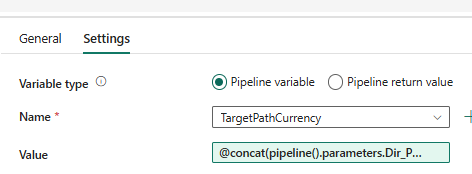 General Settings
Variable type Pipeline variable Pipeline return value
Name * TargetPathCurrency
Value @concat(pipeline().parameters.Dir_P...